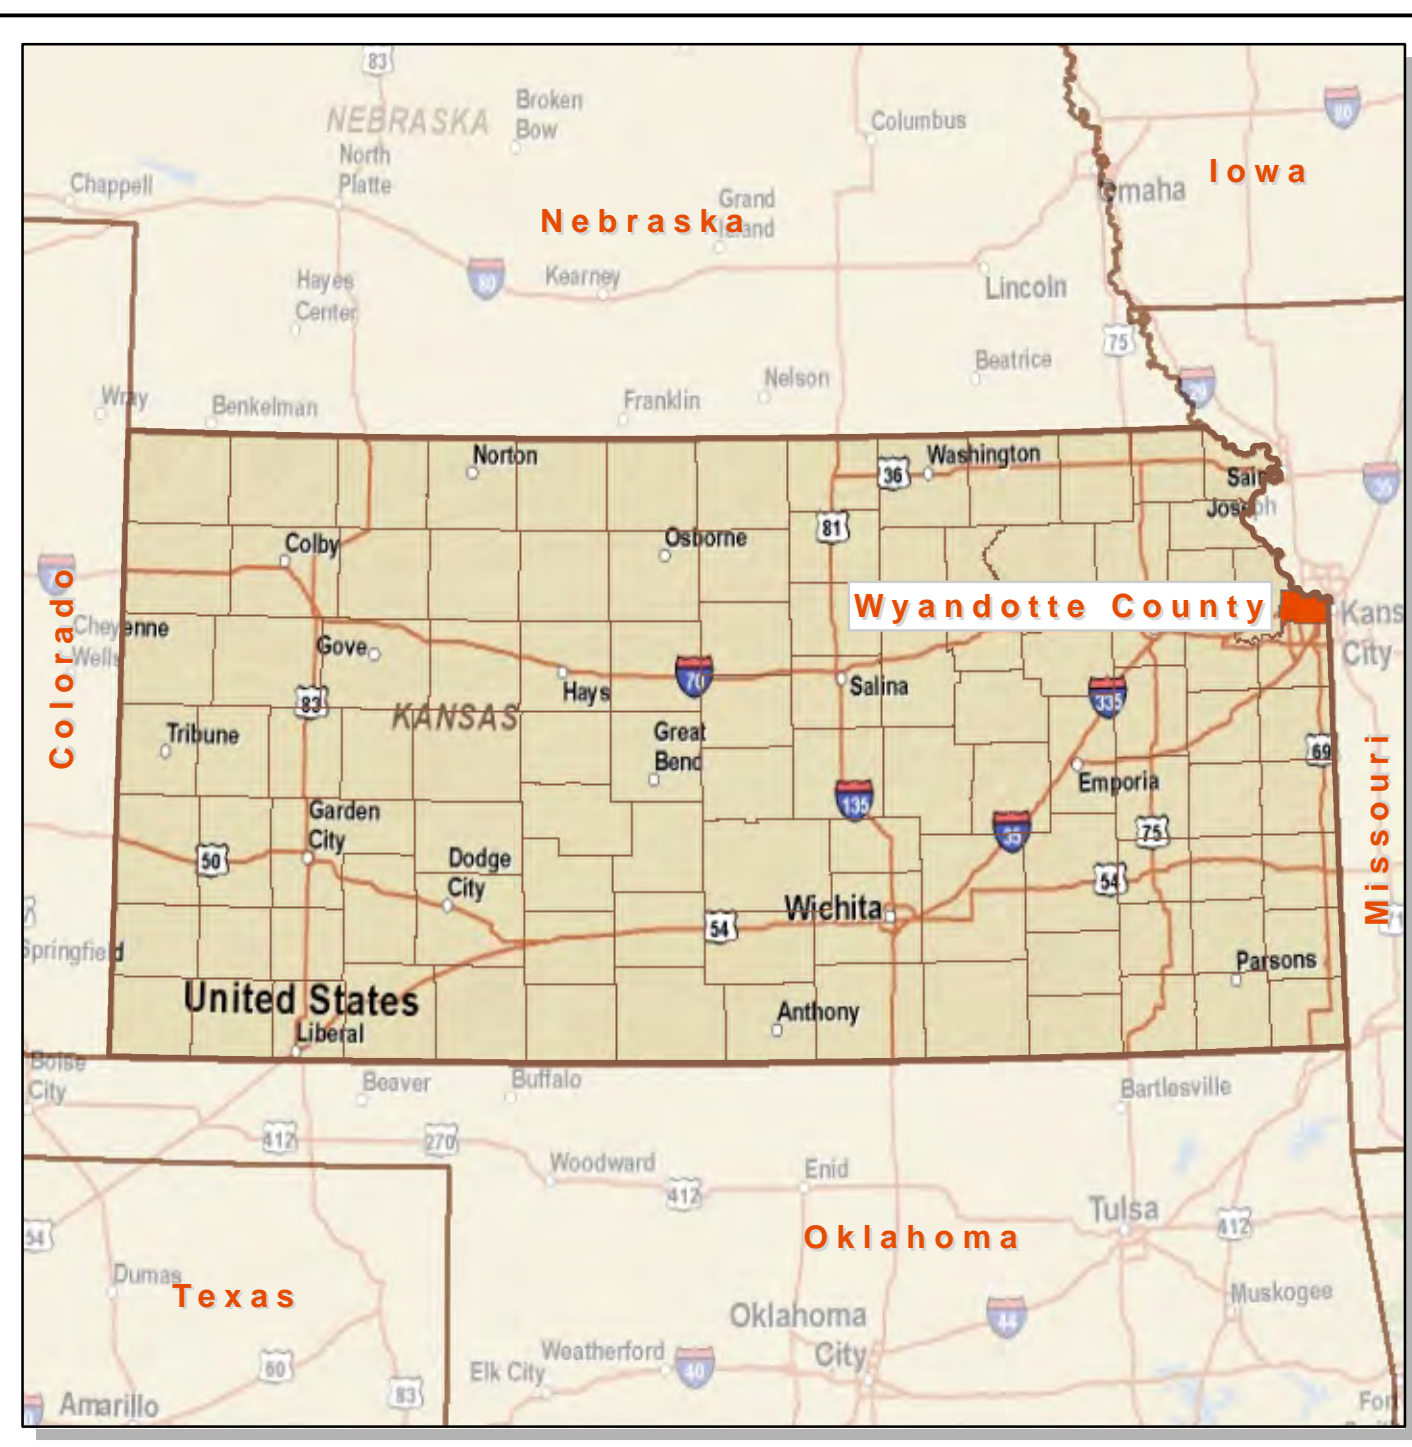 83
Broken
Bow
NEBRASKA
Columbus
80
North
Platte
Iowa
Chappell
Omaha
Grand
Island
Nebraska
Hayes
Center
80
Kearney
Lincoln
75
Beatrice
Nelson
29
Wray
Benkelman
Franklin
Norton
Washington
36
Saint
Joseph
35
81
Colby
Osborne
Colorado
Wyandotte County
Kans
City
Cheyenne
Wells
Gove
Hays
70
Salina
335
83
KANSAS
Tribune
Great
Bend
69
Missouri
Emporia
135
Garden
City
35
75
50
Dodge
City
54
Wichita
54
Springfield
Parsons
United States
Anthony
Liberal
Boise
City
Beaver
Buffalo
Bartlesville
412
270
Woodward
Enid
412
Tulsa
412
54
Oklahoma
Dumas
Texas
Muskogee
Oklahoma
City
44
Weatherford
Elk City
40
60
83
Amarillo
For